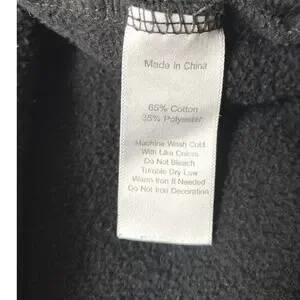 Made In China
65% Cotton
35% Polyester
Machine Wash Cold
With Like Colors
Do Not Bleach
Tumble Dry Low
Warm Iron If Needed
Do Not Iron Decoration